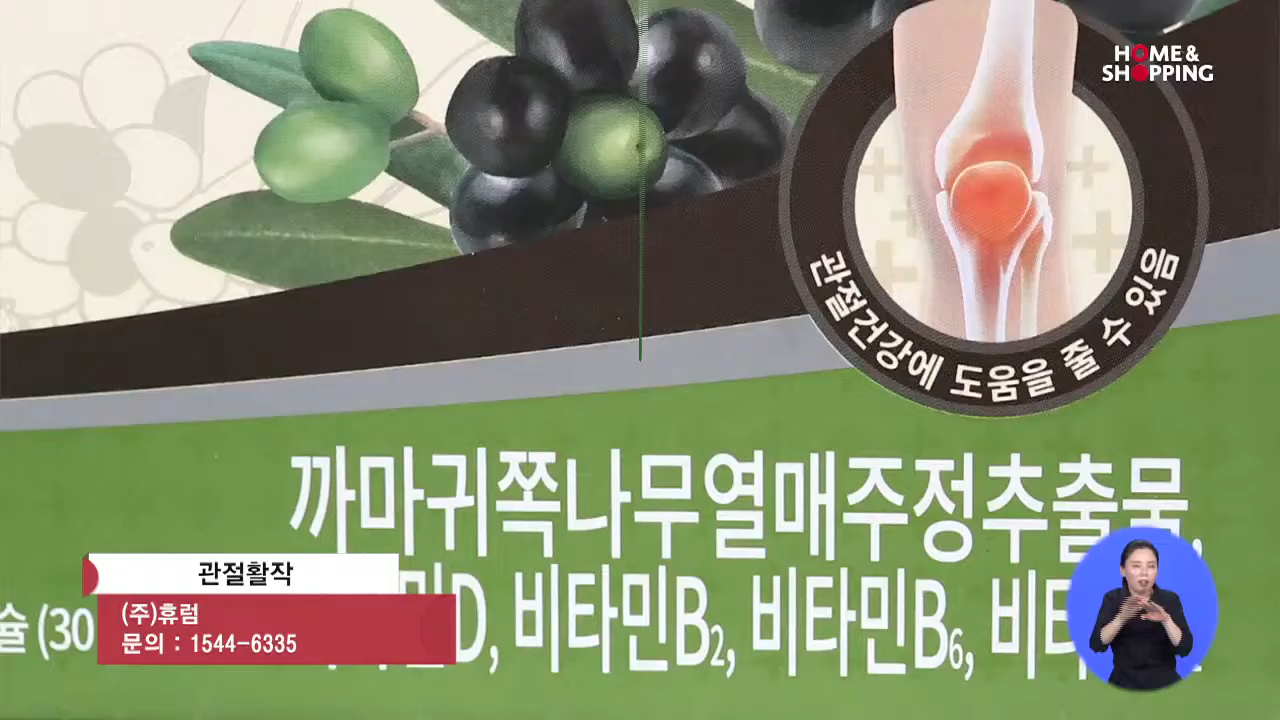 HOME&
SHOPPING
관절건강에 도움을 줄 수 있음
까마귀쪽나무열매주정추출물,
D, 비타민B2, 비타민B6,
(30
관절활작
(주)휴럼
문의 : 1544-6335